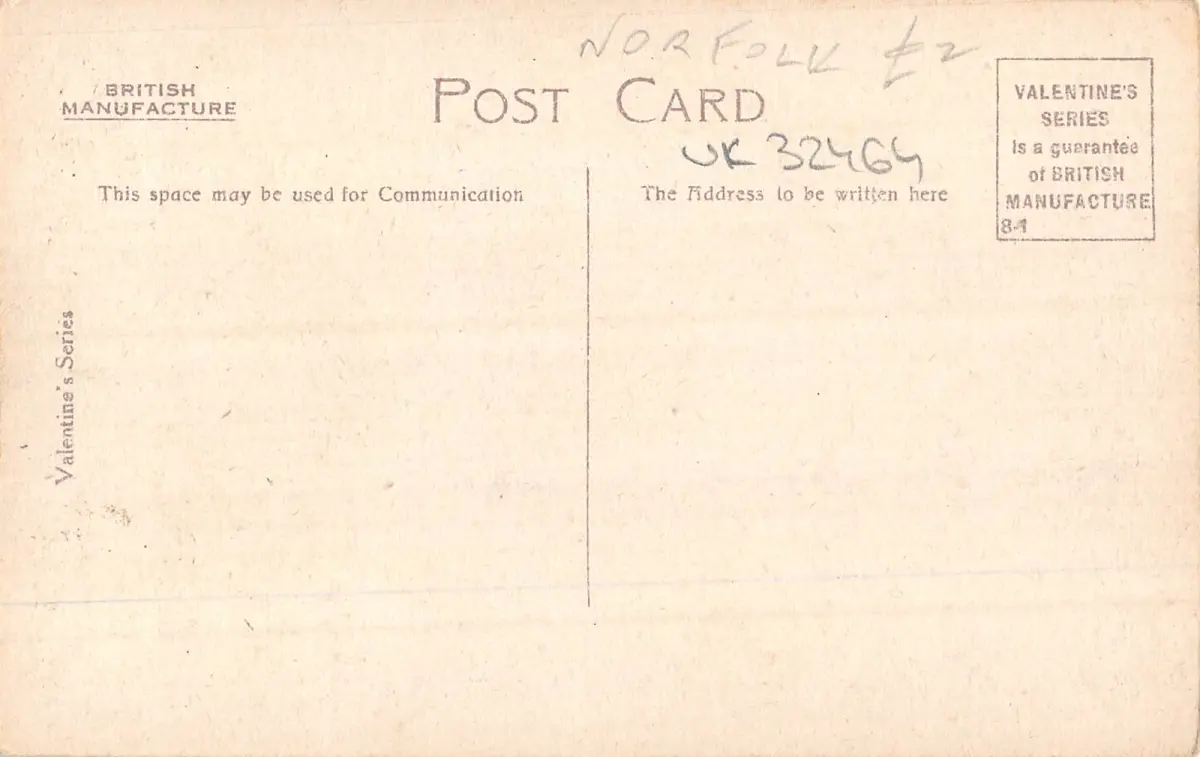 NORFOLK £2
BRITISH
MANUFACTURE
POST CARD
VALENTINE'S
SERIES
Is a guarantee
of BRITISH
MANUFACTURE
84
UK 32464
This space may be used for Communication
The Address to be written here
Valentine's Series